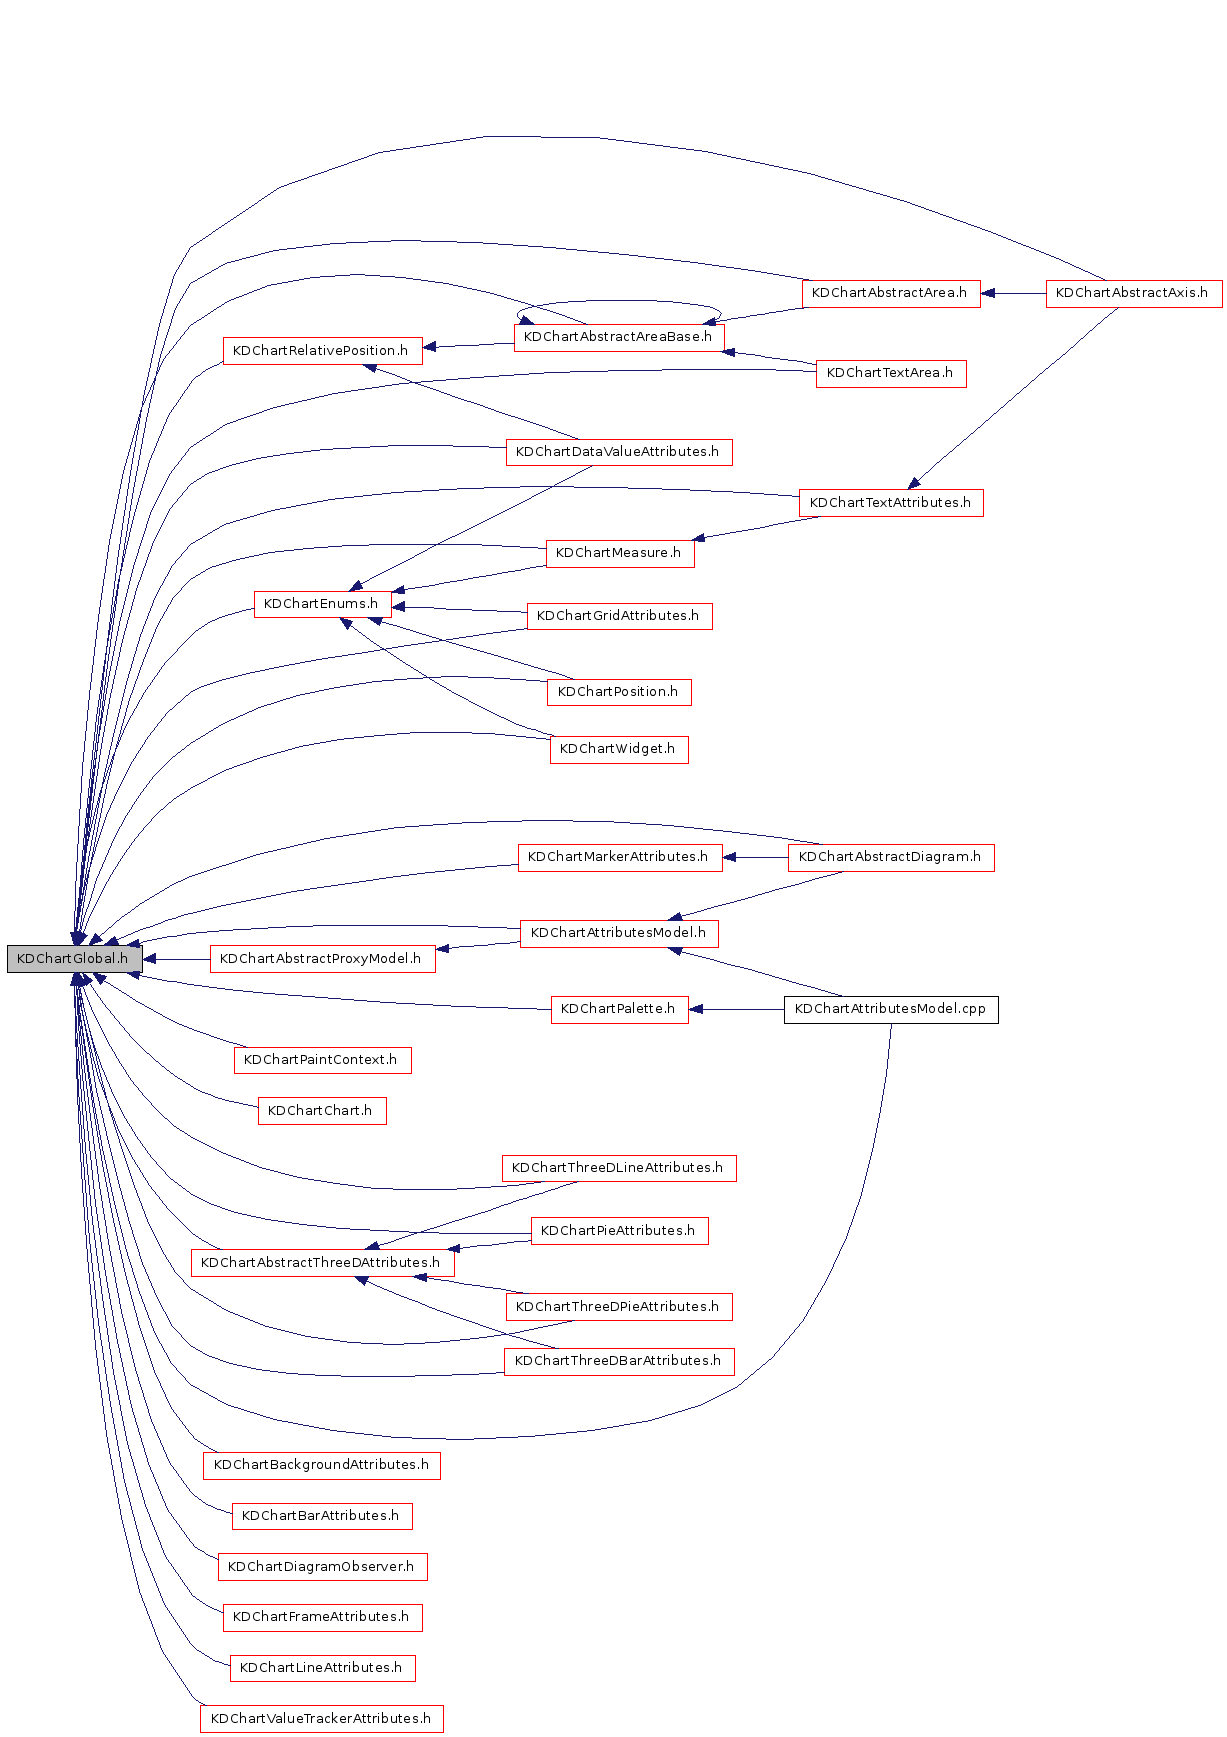 KDChartAbstractArea.h
KDChartAbstractAxis.h
KDChartAbstractAreaBase.h
KDChartRelativePosition.h
KDChartTextArea.h
KDChartDataValueAttributes.h
KDChartTextAttributes.h
KDChartMeasure.h
KDChartEnums.h
KDChartGridAttributes.h
KDChartPosition.h
KDChartWidget.h
KDChartMarkerAttributes.h
KDChartAbstractDiagram.h
KDChartAttributesModel.h
KDChartGlobal.h
KDChartAbstractProxyModel.h
KDChartPalette.h
KDChartAttributesModel.cpp
KDChartPaintContext.h
KDChartChart.h
KDChartThreeDLineAttributes.h
KDChartPieAttributes.h
KDChartAbstractThreeDAttributes.h
KDChartThreeDPieAttributes.h
KDChartThreeDBarAttributes.h
KDChartBackgroundAttributes.h
KDChartBarAttributes.h
KDChartDiagramObserver.h
KDChartFrameAttributes.h
KDChartLineAttributes.h
KDChartValueTrackerAttributes.h